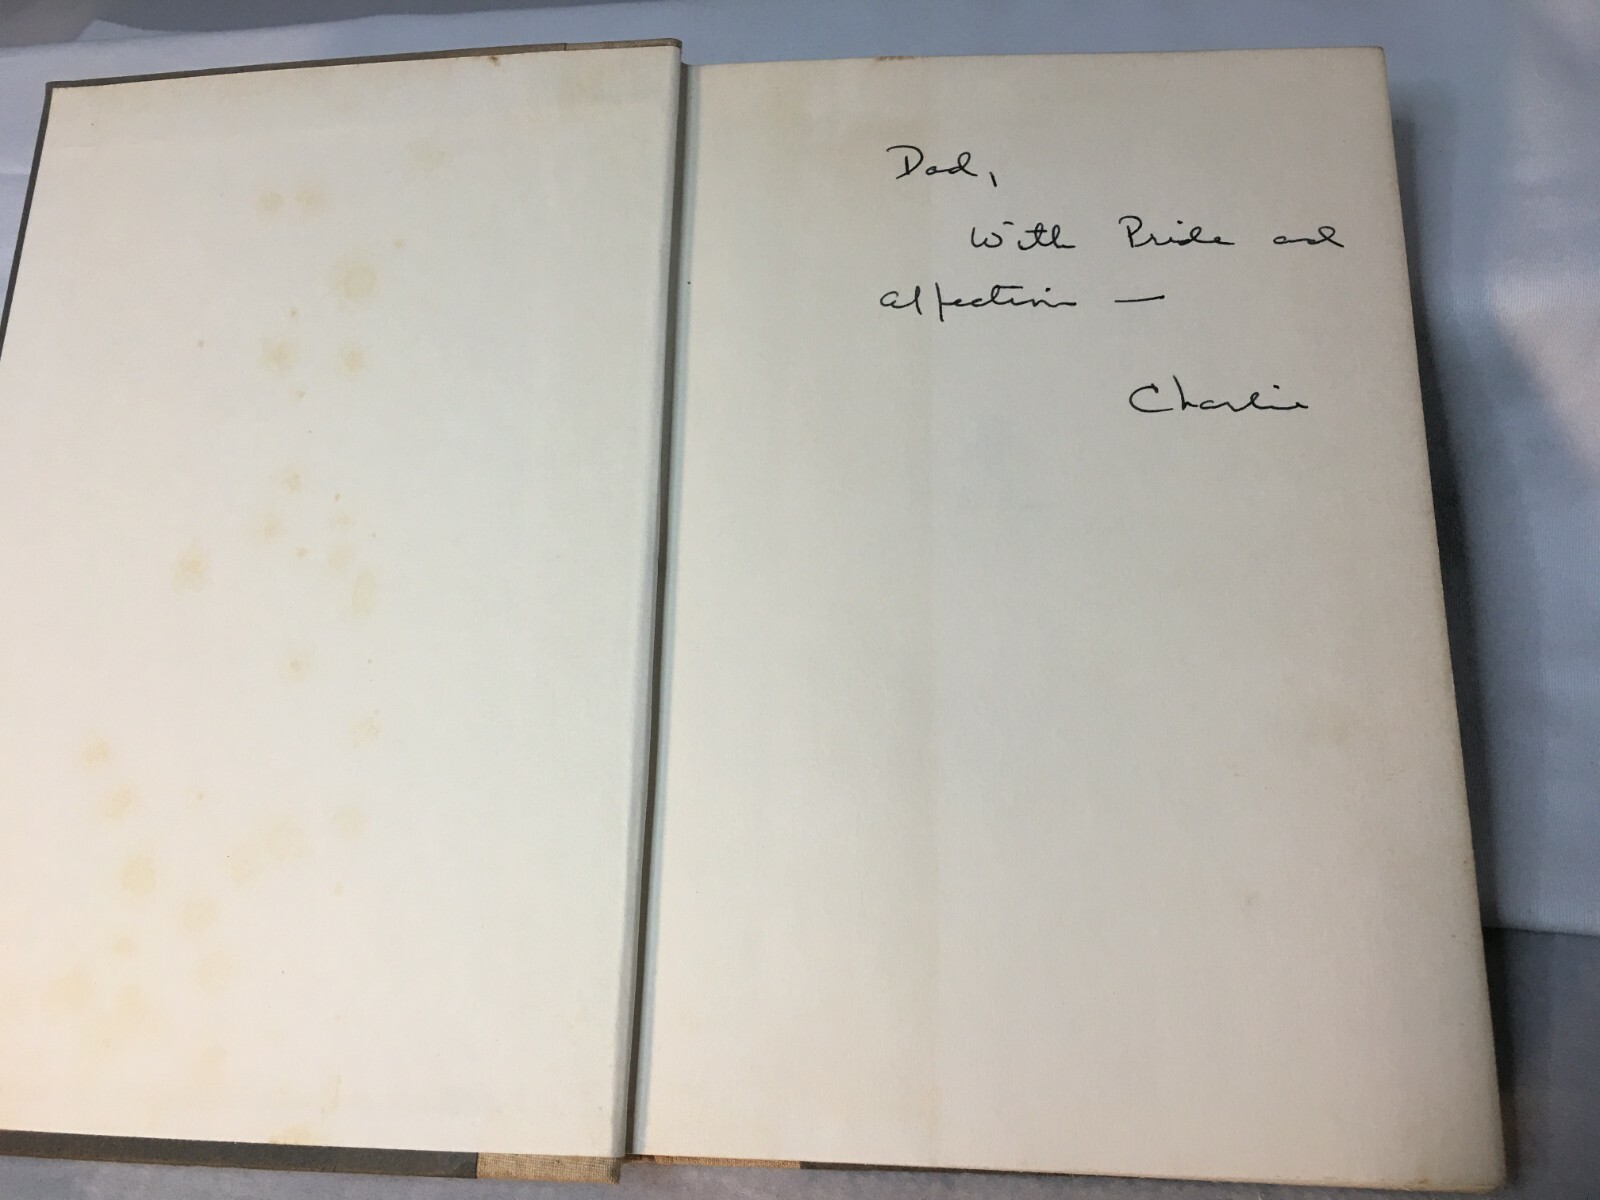 Dad,
With Pride and
affection —
Charlie